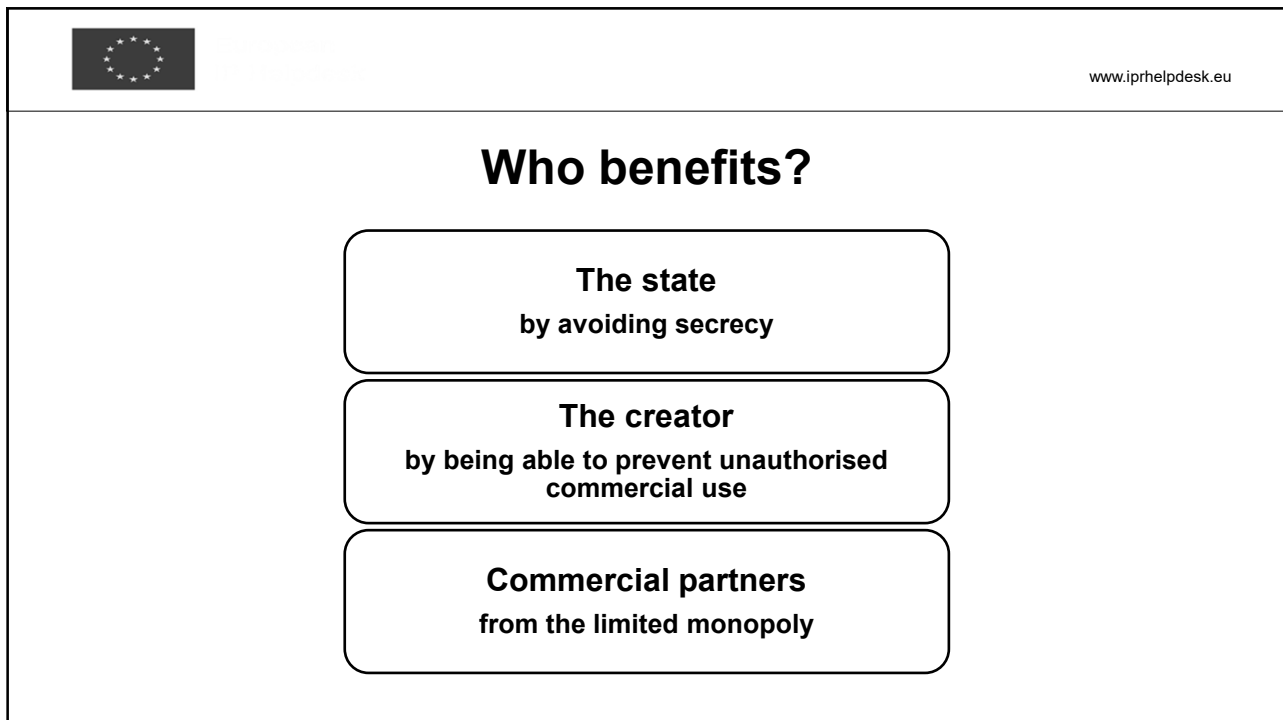 www.iprhelpdesk.eu
Who benefits?
The state
by avoiding secrecy
The creator
by being able to prevent unauthorised
commercial use
Commercial partners
from the limited monopoly